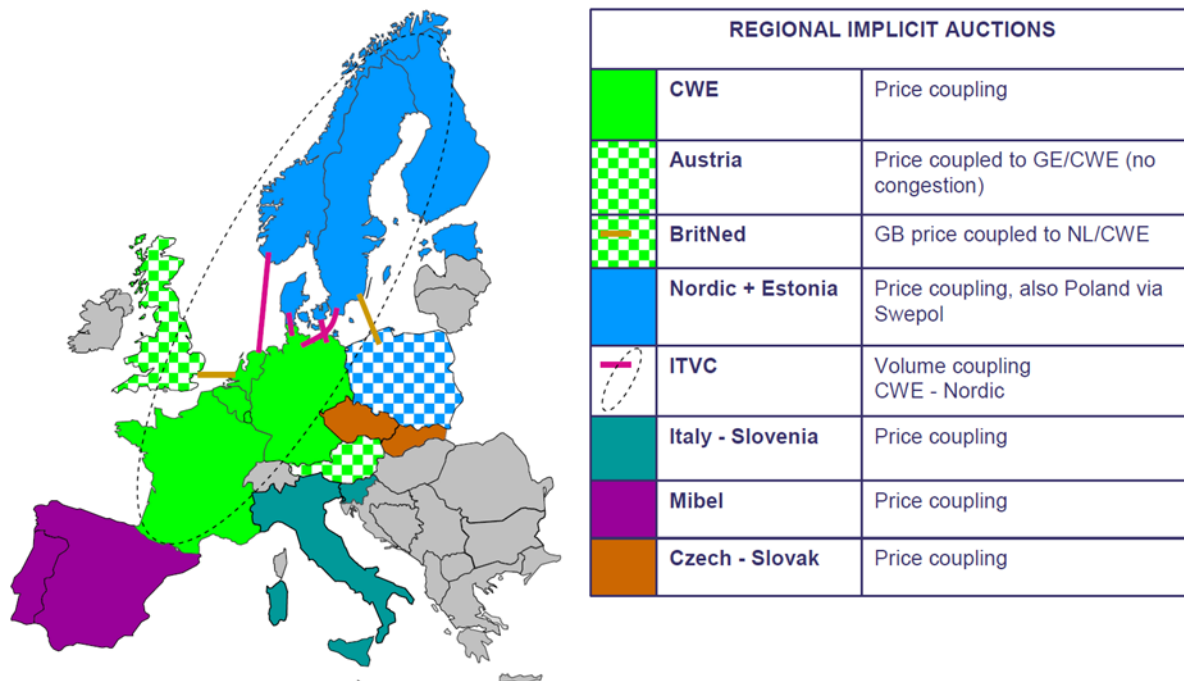 REGIONAL IMPLICIT AUCTIONS
CWE
Price coupling
Austria
Price coupled to GE/CWE (no
congestion)
BritNed
GB price coupled to NL/CWE
Nordic + Estonia
Price coupling, also Poland via
Swepol
ITVC
Volume coupling
CWE - Nordic
Italy - Slovenia
Price coupling
Mibel
Price coupling
Czech - Slovak
Price coupling